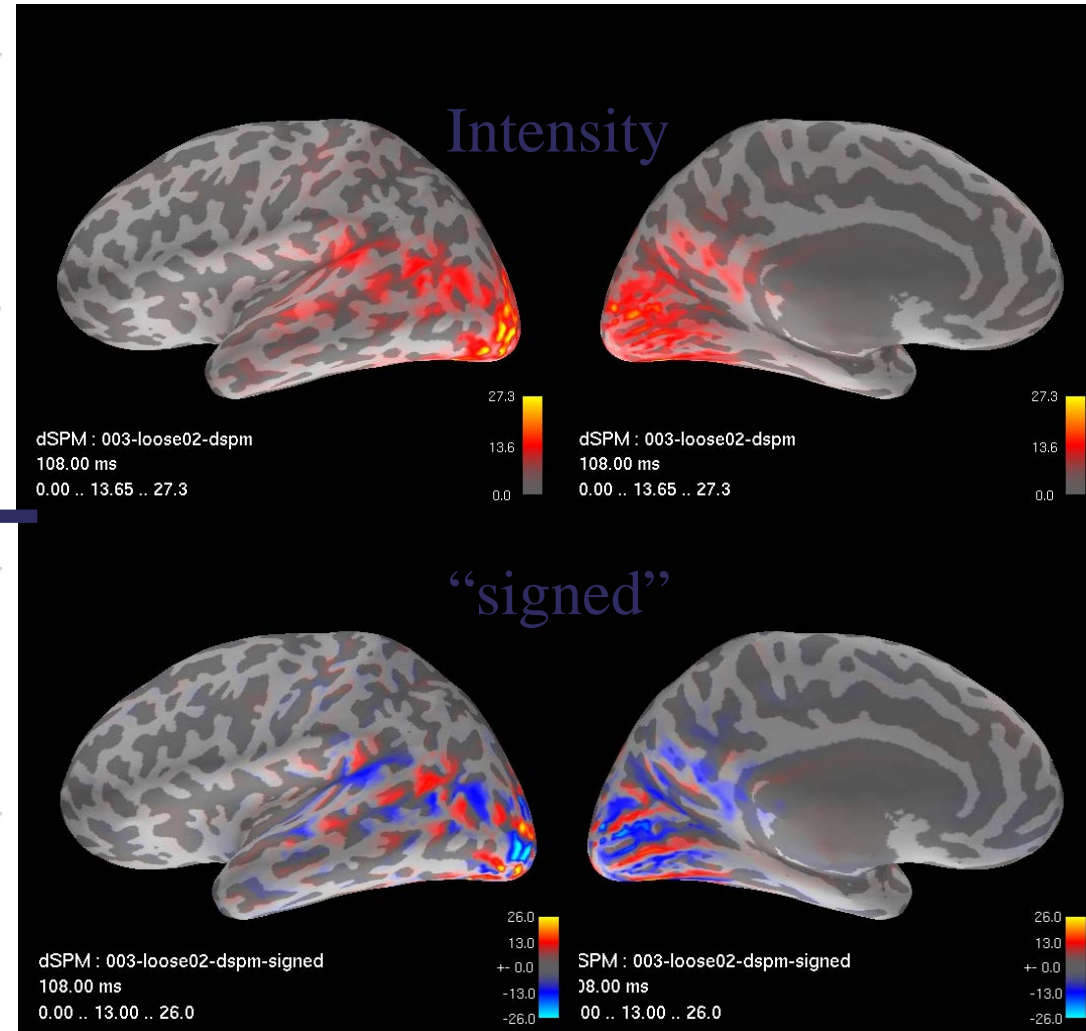 Intensity
27.3
13.6
0.0
dSPM : 003-loose02-dspm
108.00 ms
0.00 .. 13.65 .. 27.3
27.3
13.6
0.0
dSPM : 003-loose02-dspm
108.00 ms
0.00 .. 13.65 .. 27.3
“signed”
26.0
13.0
+- 0.0
-13.0
-26.0
dSPM : 003-loose02-dspm-signed
108.00 ms
0.00 .. 13.00 .. 26.0
26.0
13.0
+- 0.0
-13.0
-26.0
SPM : 003-loose02-dspm-signed
08.00 ms
00 .. 13.00 .. 26.0